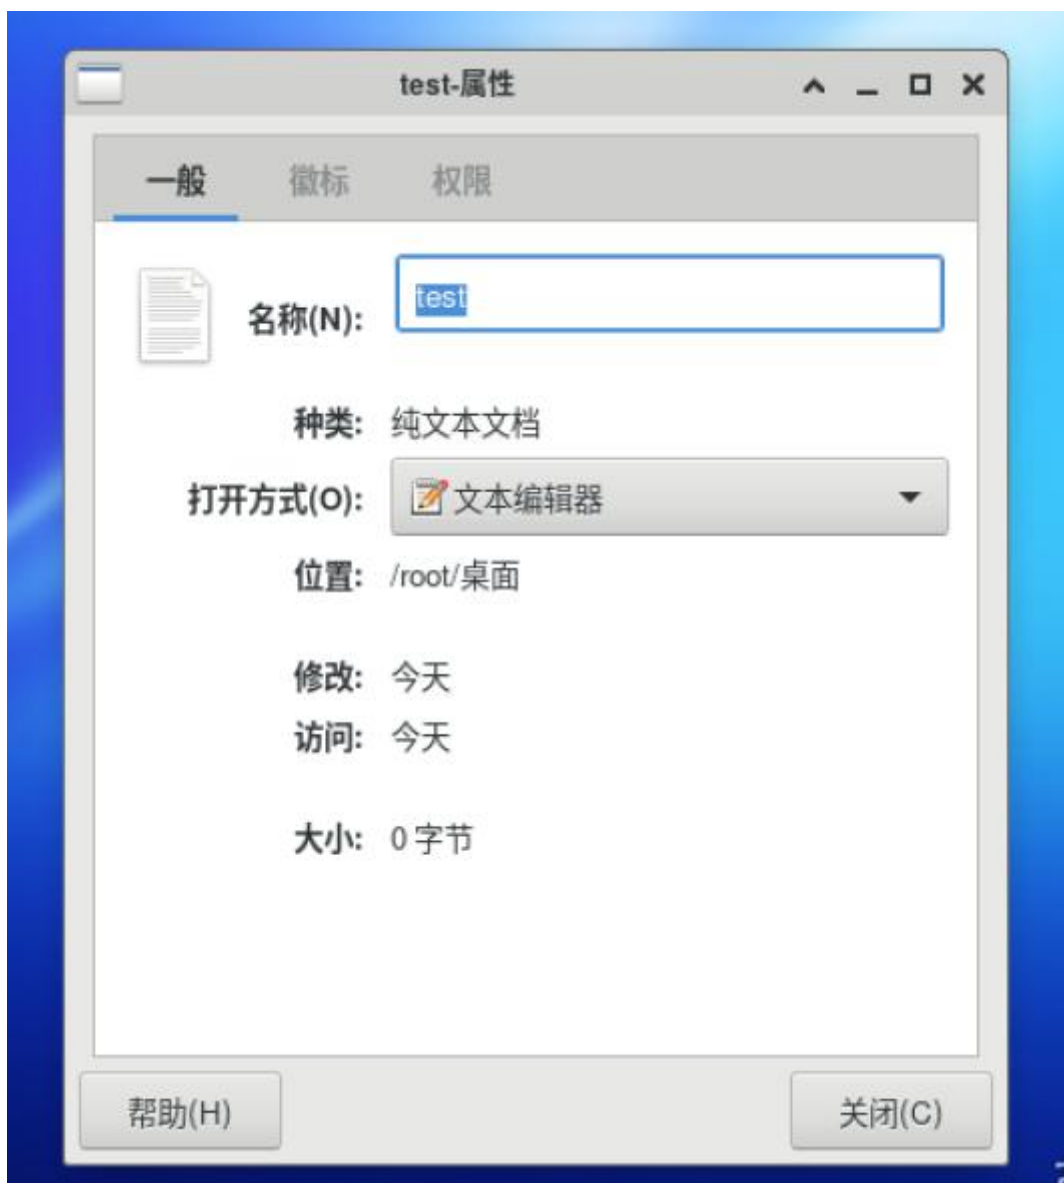 test-属性
一般 徽标 权限
名称(N): test
种类: 纯文本文档
打开方式(O): 文本编辑器
位置: /root/桌面
修改: 今天
访问: 今天
大小: 0 字节
帮助(H) 关闭(C)